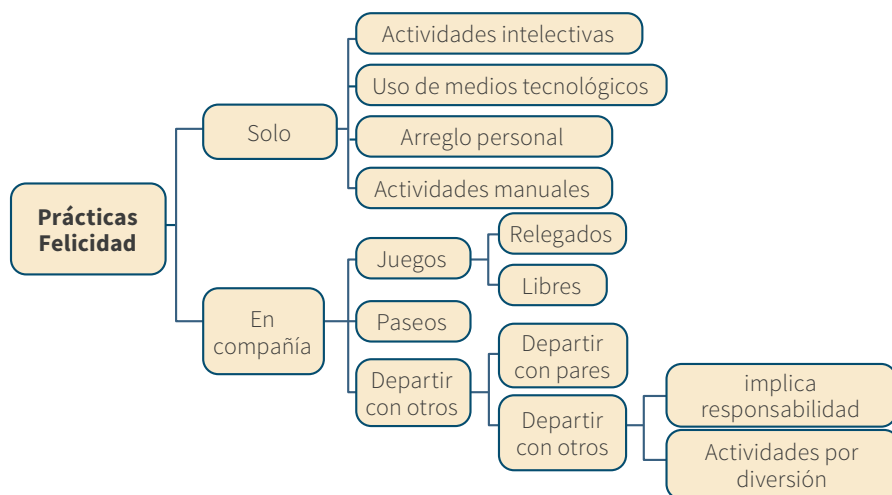 Prácticas
Felicidad
Solo
Actividades intelectivas
Uso de medios tecnológicos
Arreglo personal
Actividades manuales
En
compañía
Juegos
Relegados
Libres
Paseos
Departir
con otros
Departir
con pares
Departir
con otros
implica
responsabilidad
Actividades por
diversión